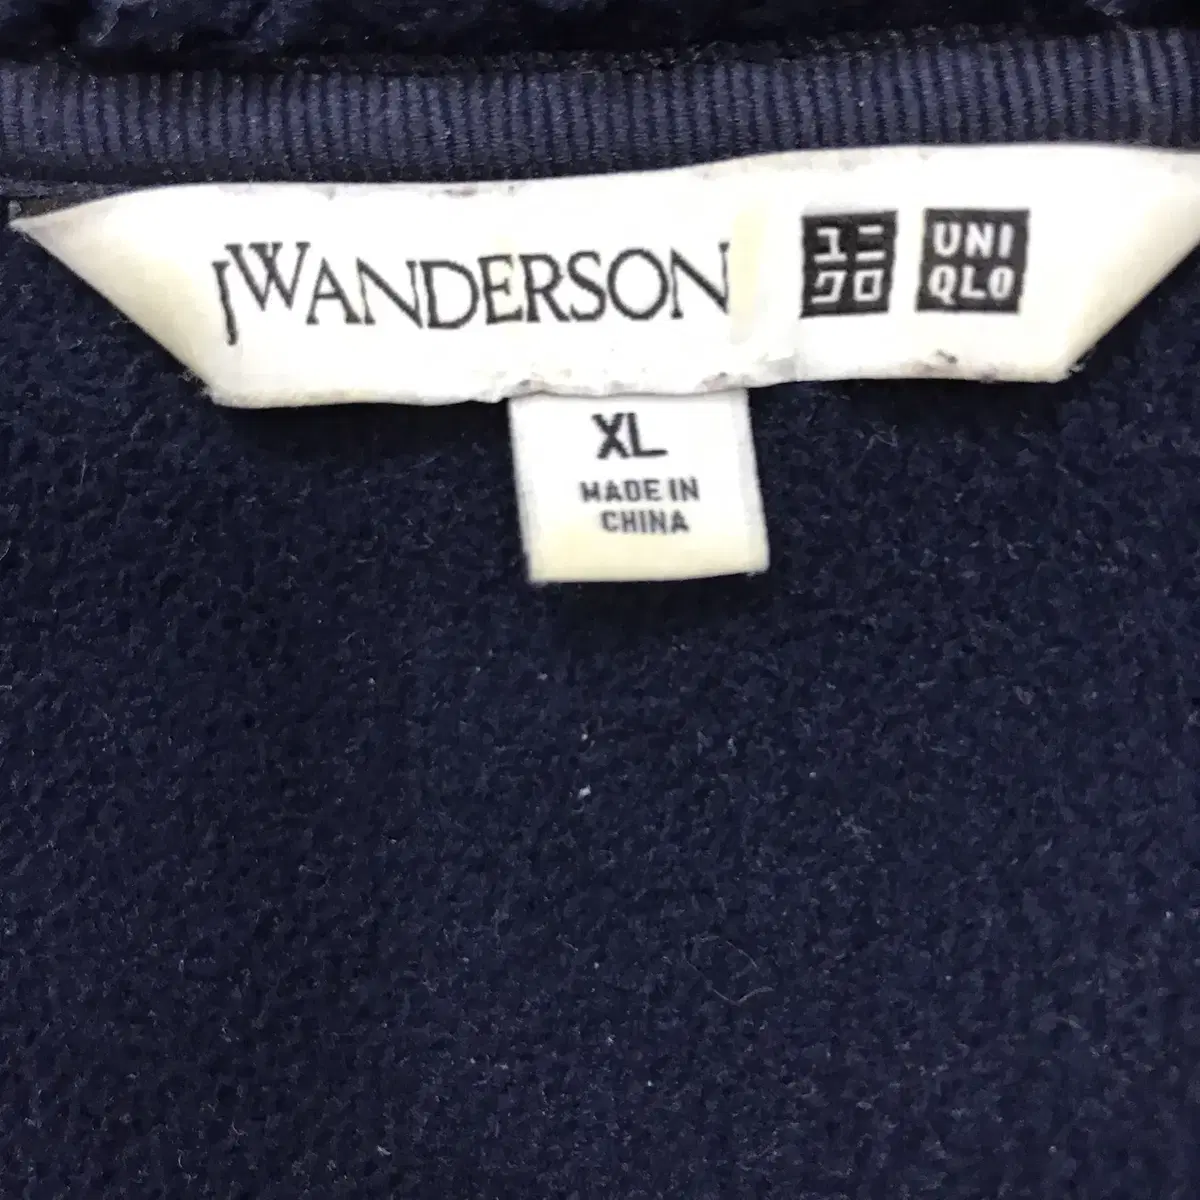 JWANDERSON
ユニ
クロ
UNI
QLO
XL
MADE IN
CHINA